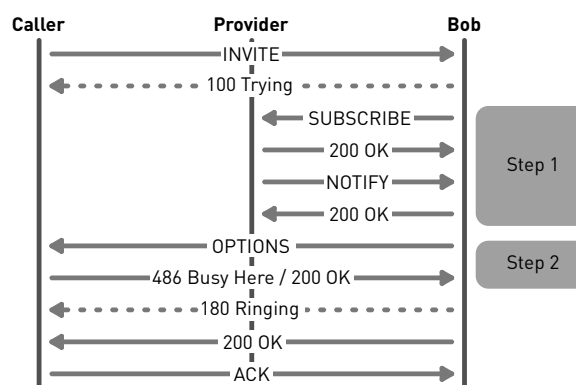 Caller Provider Bob
INVITE
100 Trying
SUBSCRIBE
200 OK
Step 1
NOTIFY
200 OK
OPTIONS
Step 2
486 Busy Here / 200 OK
180 Ringing
200 OK
ACK